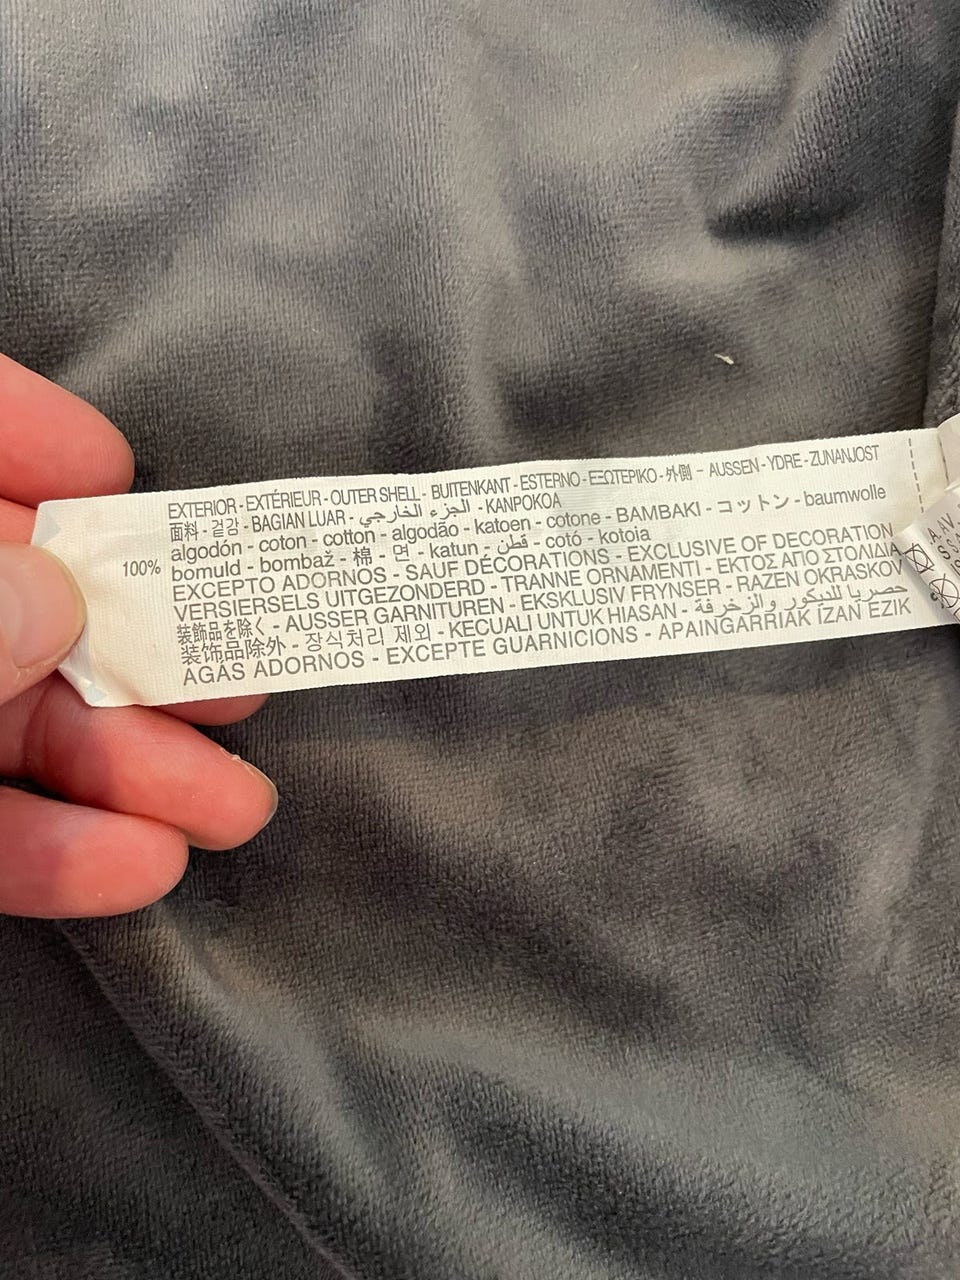 EXTERIOR - EXTÉRIEUR - OUTER SHELL - BUITENKANT - ESTERNO - ΕΞΩΤΕΡΙΚΟ - 外側 - AUSSEN - YDRE - ZUNANJOST
面料 - 겉감 - BAGIAN LUAR - الجزء الخارجي - KANPOKOA
100% algodón - coton - cotton - algodão - katoen - cotone - BAMBAKI - コットン - baumwolle
bomuld - bombaž - 棉 - 면 - katun - قطن - cotó - kotoia
EXCEPTO ADORNOS - SAUF DÉCORATIONS - EXCLUSIVE OF DECORATION
VERSIERSELS UITGEZONDERD - TRANNE ORNAMENTI - ΕΚΤΟΣ ΑΠΟ ΣΤΟΛΙΔΙΑ
装飾品を除く - AUSSER GARNITUREN - EKSKLUSIV FRYNSER - RAZEN OKRASKOV
装饰品除外 - 장식처리 제외 - KECUALI UNTUK HIASAN - حصريا للديكور والزخرفة
AGAS ADORNOS - EXCEPTE GUARNICIONS - APAINGARRIAK IZAN EZIK